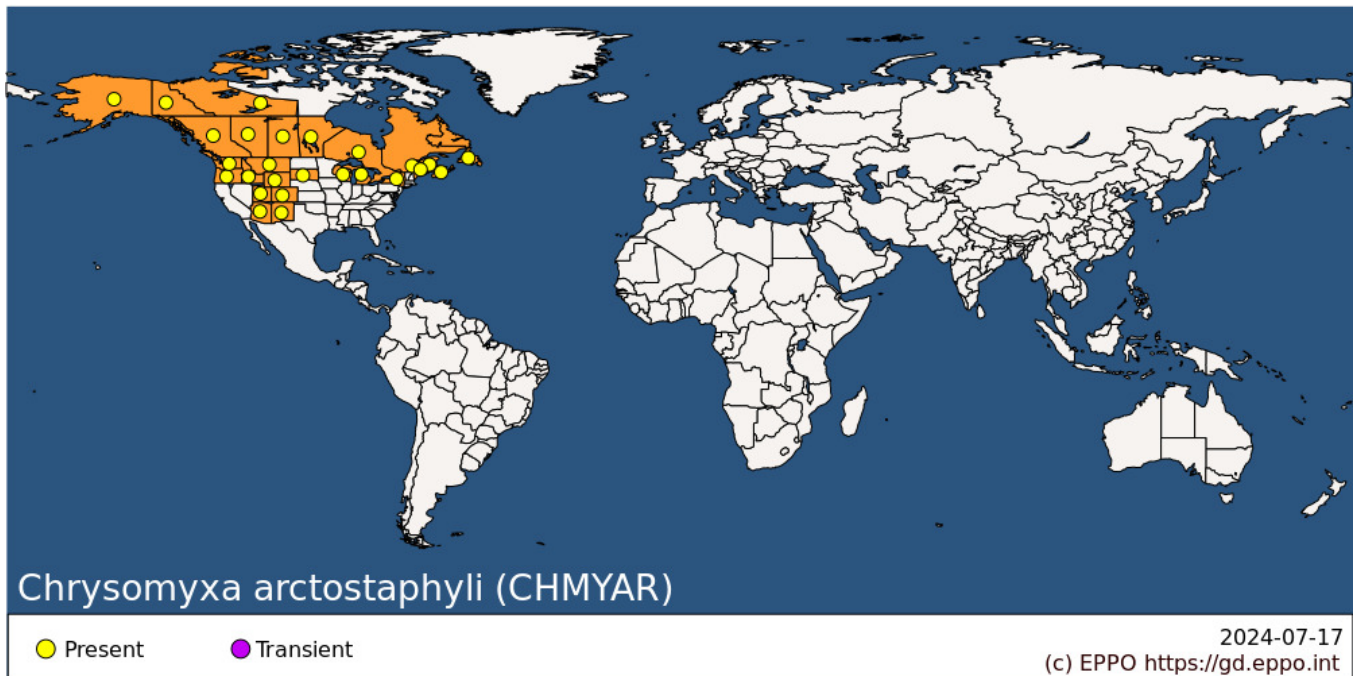 Chrysomyxa arctostaphyli (CHMYAR)
Present
Transient
2024-07-17
(c) EPPO https://gd.eppo.int